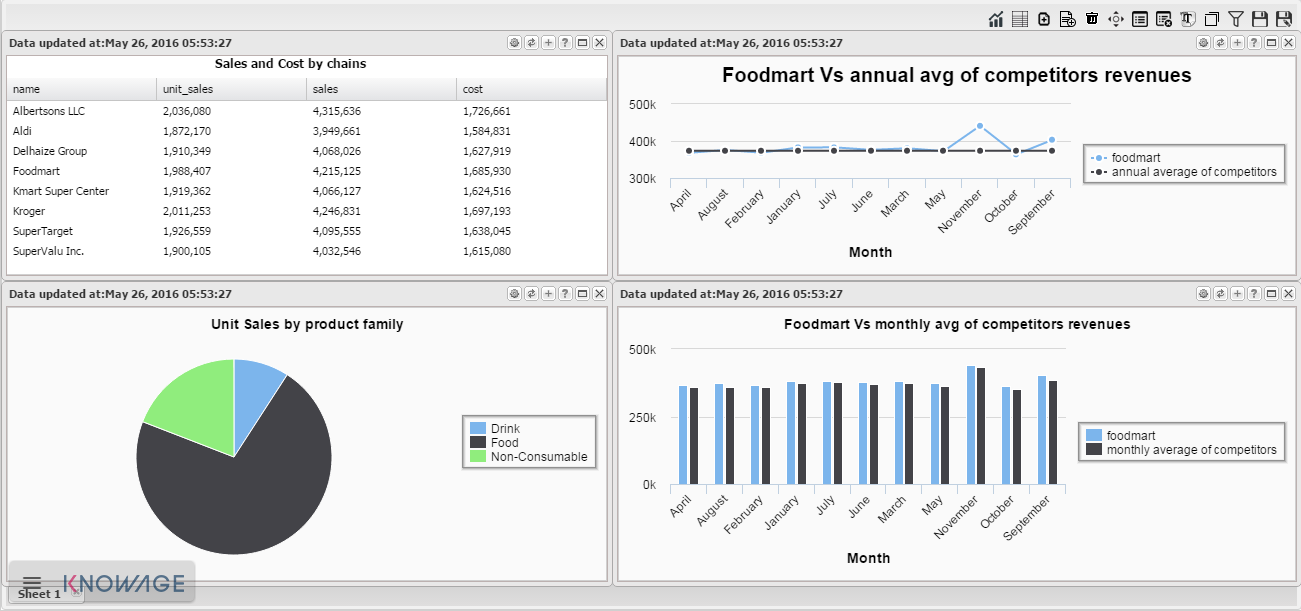 Data updated at:May 26, 2016 05:53:27
Sales and Cost by chains
name unit_sales sales cost
Albertsons LLC 2,036,080 4,315,636 1,726,661
Aldi 1,872,170 3,949,661 1,584,831
Delhaize Group 1,910,349 4,068,026 1,627,919
Foodmart 1,988,407 4,215,125 1,685,930
Kmart Super Center 1,919,362 4,066,127 1,624,516
Kroger 2,011,253 4,246,831 1,697,193
SuperTarget 1,926,559 4,095,555 1,638,045
SuperValu Inc. 1,900,105 4,032,546 1,615,080
Data updated at:May 26, 2016 05:53:27
Foodmart Vs annual avg of competitors revenues
500k
400k
300k
April August February January July June March May November October September
Month
foodmart
annual average of competitors
Data updated at:May 26, 2016 05:53:27
Unit Sales by product family
Drink
Food
Non-Consumable
Data updated at:May 26, 2016 05:53:27
Foodmart Vs monthly avg of competitors revenues
500k
250k
0k
April August February January July June March May November October September
Month
foodmart
monthly average of competitors
KNOWAGE
Sheet 1